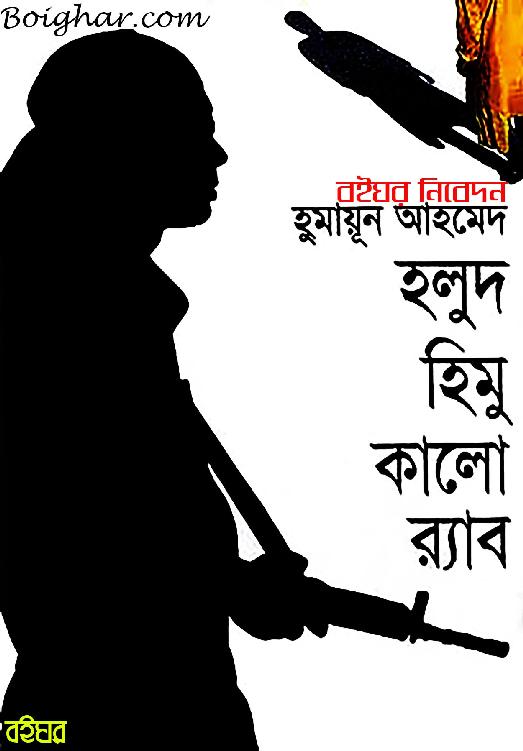 Boighar.com
বইঘর নিবেদন
হুমায়ূন আহমেদ
হলুদ
হিমু
কালো
র‍্যাব
বইঘর